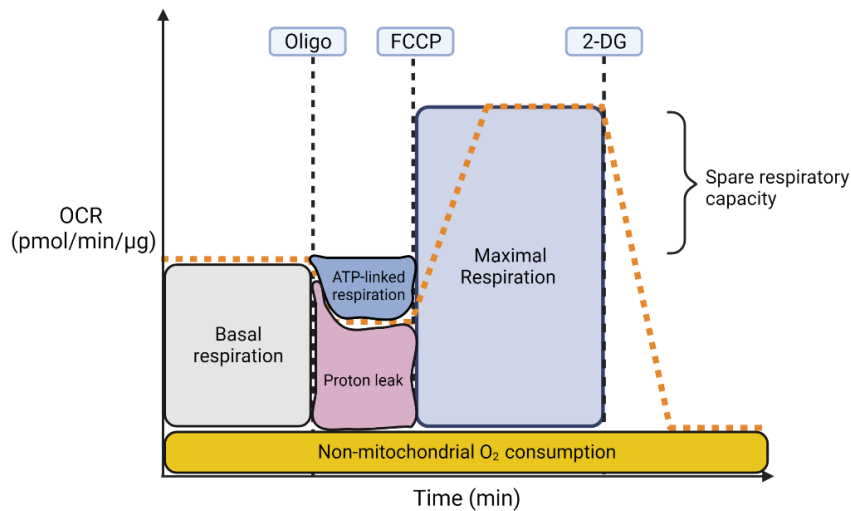 Oligo
FCCP
2-DG
OCR
(pmol/min/µg)
Spare respiratory
capacity
ATP-linked
respiration
Maximal
Respiration
Basal
respiration
Proton leak
Non-mitochondrial O₂ consumption
Time (min)